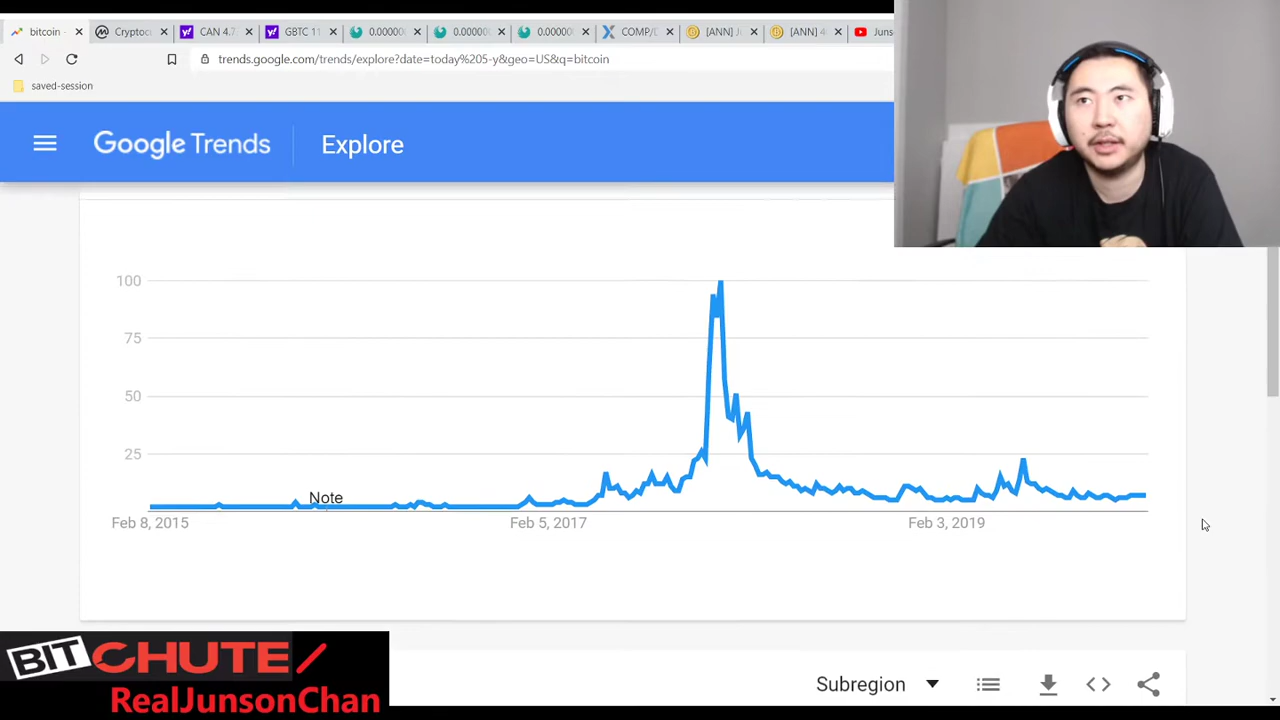 bitcoin -
Cryptoc
CAN 4.7
GBTC 11
0.00000
0.00000
0.00000
COMP/
[ANN] J
[ANN] 4
Juns
trends.google.com/trends/explore?date=today%205-y&geo=US&q=bitcoin
saved-session
Google Trends
Explore
100
75
50
25
Note
Feb 8, 2015
Feb 5, 2017
Feb 3, 2019
Subregion
BITCHUTE/
RealJunsonChan